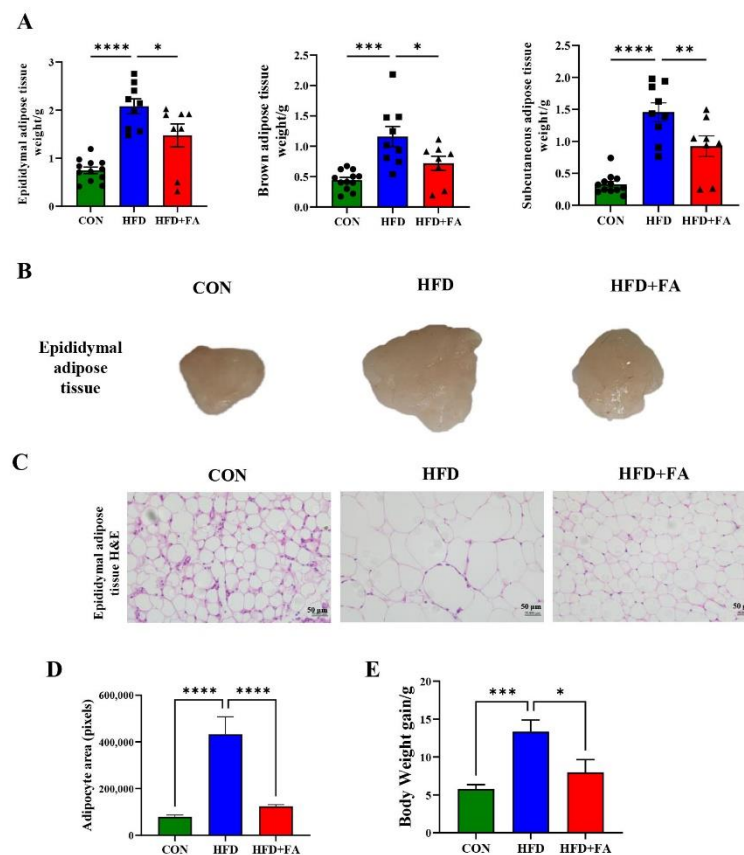 A
Epididymal adipose tissue
weight/g
3
2
1
0
**** *
CON HFD HFD+FA
Brown adipose tissue
weight/g
2.5
2.0
1.5
1.0
0.5
0.0
*** *
CON HFD HFD+FA
Subcutaneous adipose tissue
weight/g
2.5
2.0
1.5
1.0
0.5
0.0
**** **
CON HFD HFD+FA
B
CON HFD HFD+FA
Epididymal
adipose
tissue
C
CON HFD HFD+FA
Epididymal adipose
tissue H&E
50 μm 50 μm 50 μm
D
Adipocyte area (pixels)
600,000
400,000
200,000
0
**** ****
CON HFD HFD+FA
E
Body Weight gain/g
20
15
10
5
0
*** *
CON HFD HFD+FA